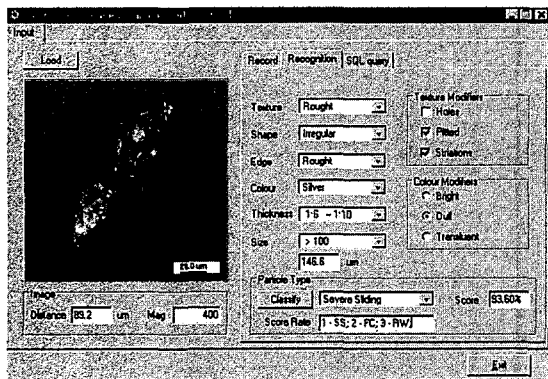 Input
Load
Record Recognition SQL query
Texture Rought
Shape Irregular
Edge Rought
Colour Silver
Thickness 1:6 - 1:10
Size > 100
146.6 um
Texture Modifiers
Holes
Pitted
Striations
Colour Modifiers
Bright
Dull
Transluent
25.0 um
Image
Distance 89.2 um Mag 400
Particle Type
Classify Severe Sliding Score 93.60%
Score Rate 1 - SS; 2 - FC; 3 - RW;
Exit